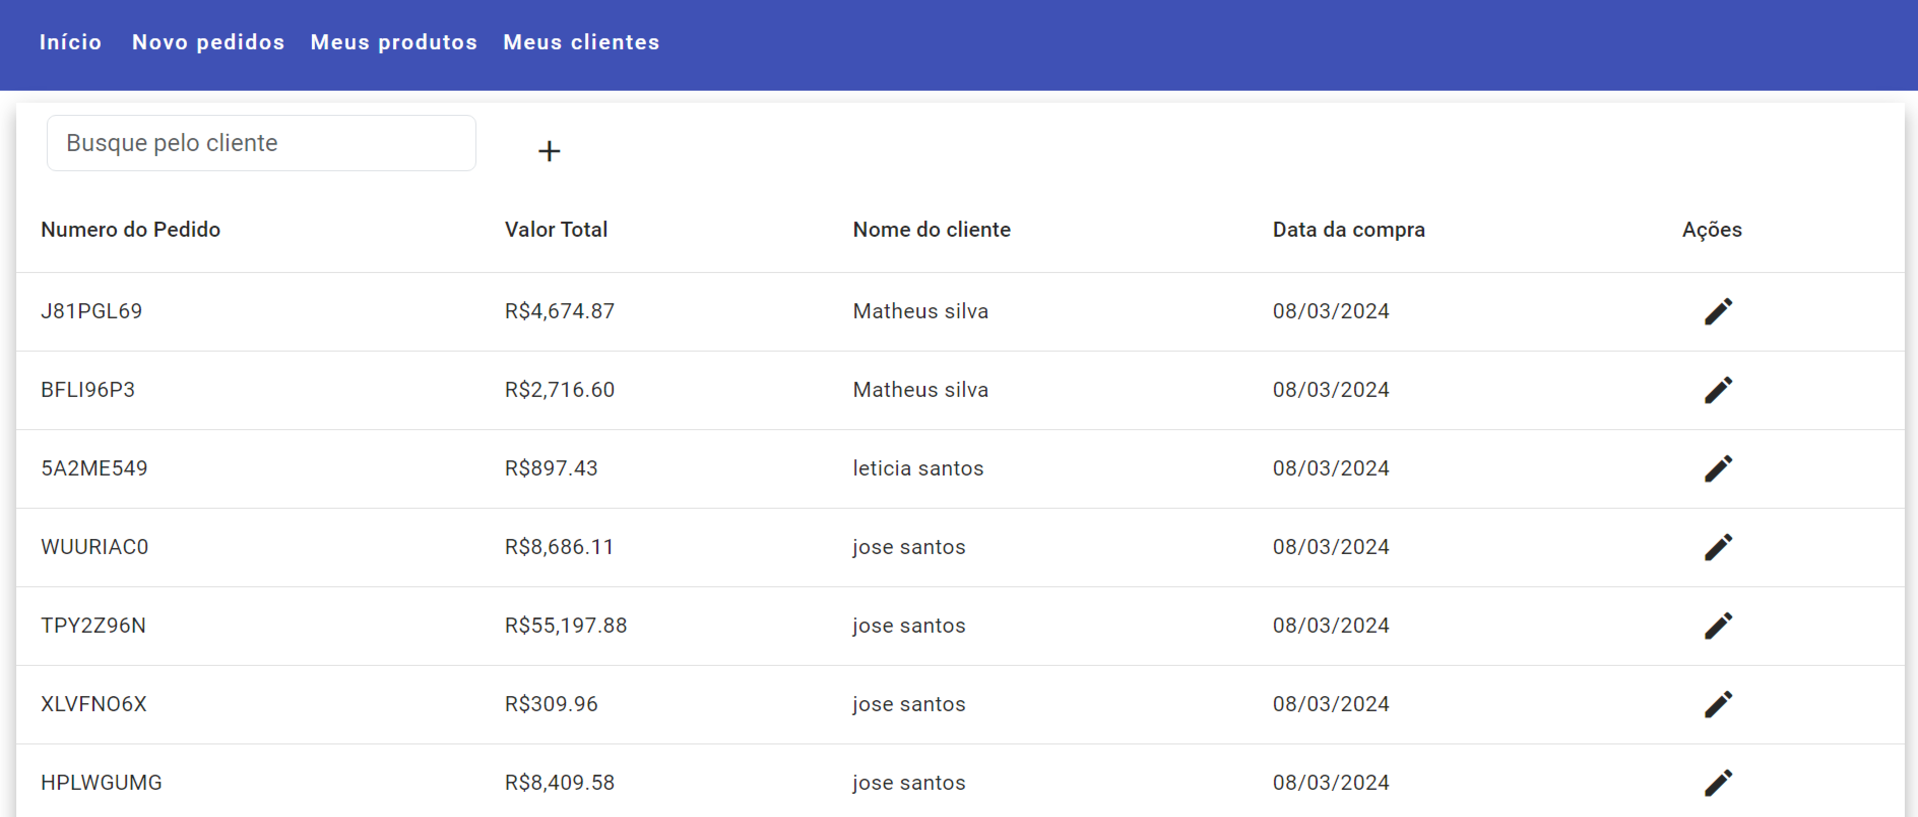 Início Novo pedidos Meus produtos Meus clientes
Busque pelo cliente +
Numero do Pedido Valor Total Nome do cliente Data da compra Ações
J81PGL69 R$4,674.87 Matheus silva 08/03/2024
BFLI96P3 R$2,716.60 Matheus silva 08/03/2024
5A2ME549 R$897.43 leticia santos 08/03/2024
WUURIAC0 R$8,686.11 jose santos 08/03/2024
TPY2Z96N R$55,197.88 jose santos 08/03/2024
XLVFNO6X R$309.96 jose santos 08/03/2024
HPLWGUMG R$8,409.58 jose santos 08/03/2024